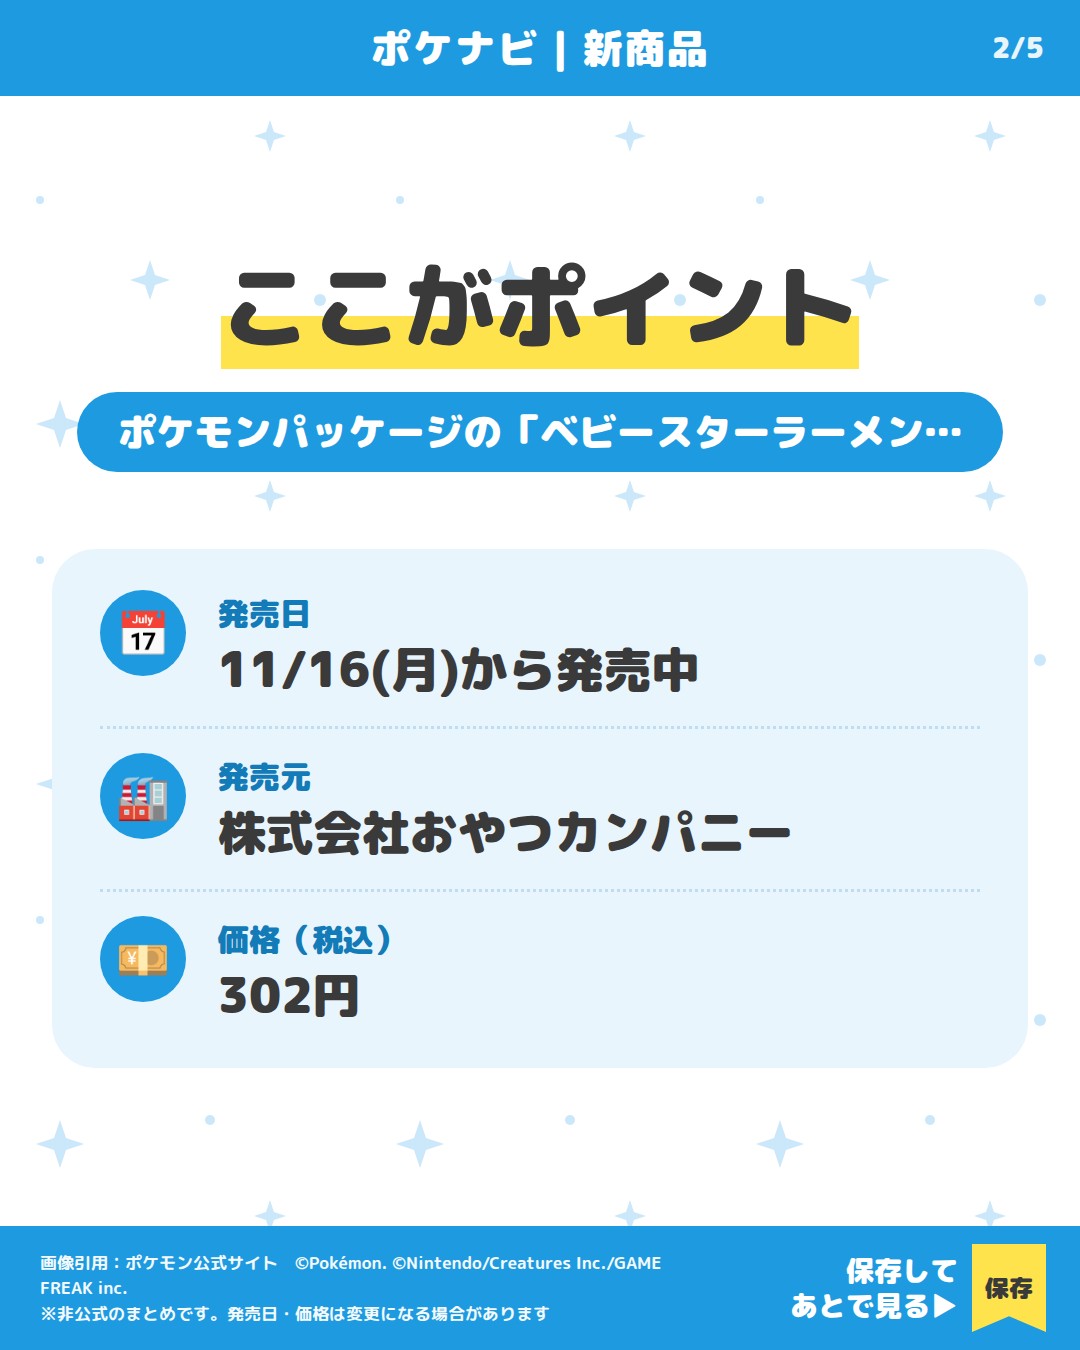 ポケナビ | 新商品
2/5
ここがポイント
ポケモンパッケージの「ベビースターラーメン…
July
17
発売日
11/16(月)から発売中
発売元
株式会社おやつカンパニー
¥
価格（税込）
302円
画像引用：ポケモン公式サイト　©Pokémon. ©Nintendo/Creatures Inc./GAME
FREAK inc.
※非公式のまとめです。発売日・価格は変更になる場合があります
保存して
あとで見る▶
保存